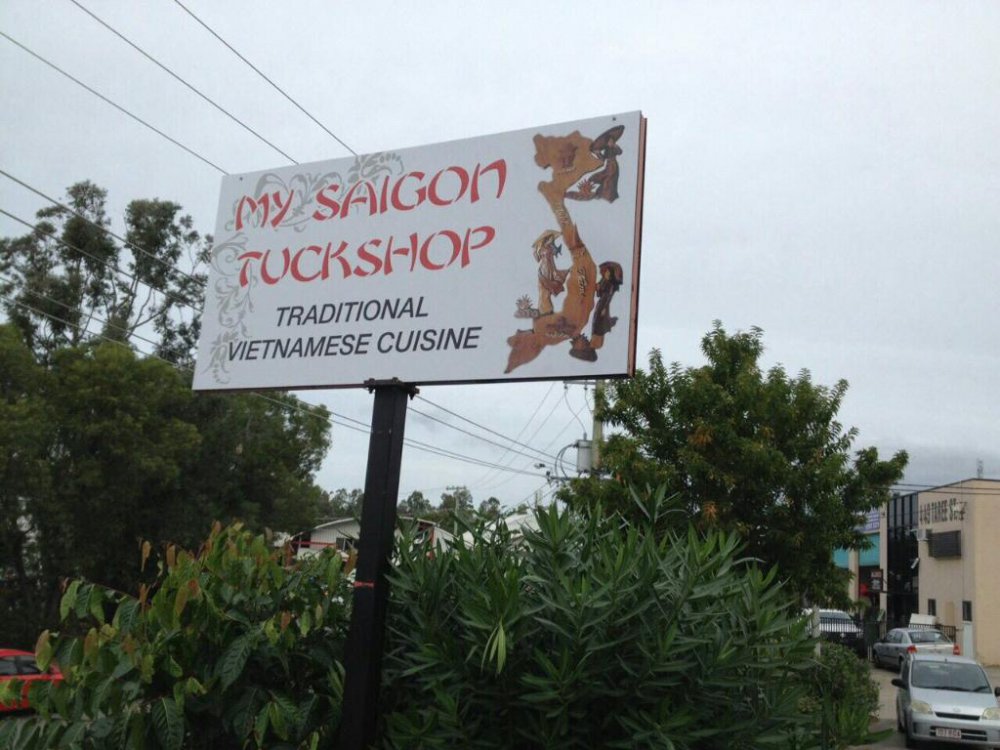 MY SAIGON
TUCKSHOP
TRADITIONAL
VIETNAMESE CUISINE